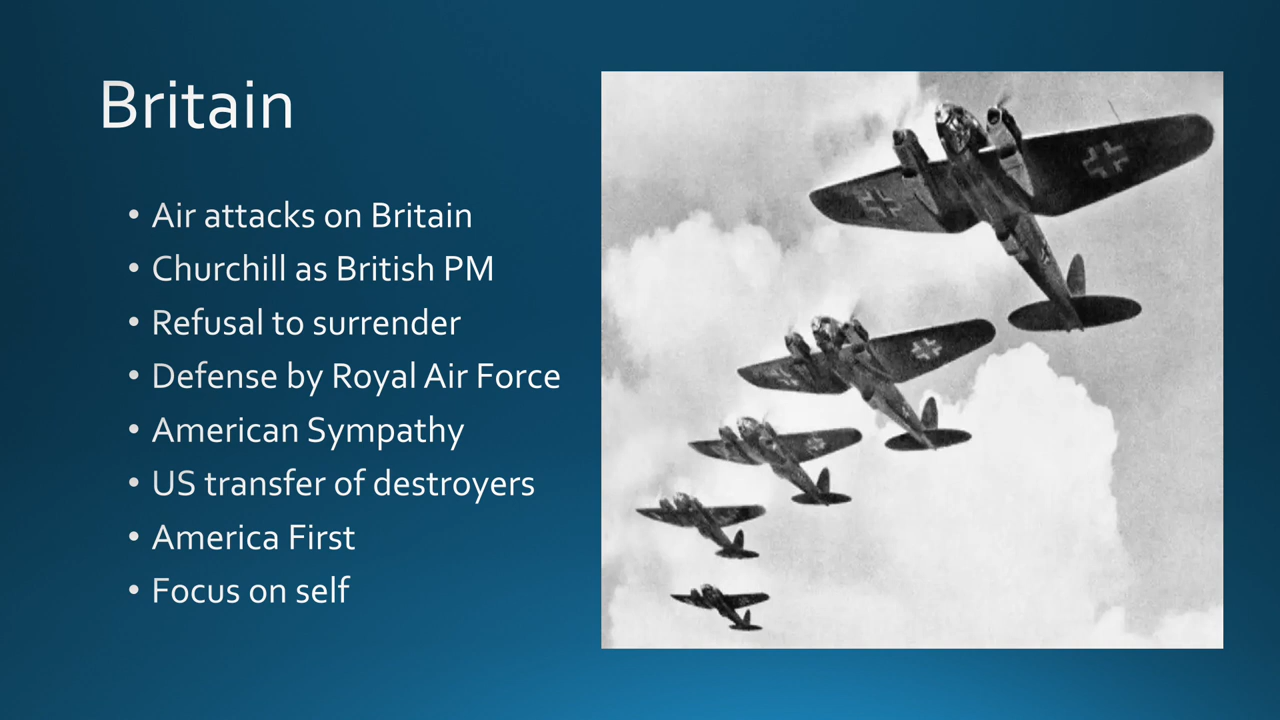 Britain
• Air attacks on Britain
• Churchill as British PM
• Refusal to surrender
• Defense by Royal Air Force
• American Sympathy
• US transfer of destroyers
• America First
• Focus on self